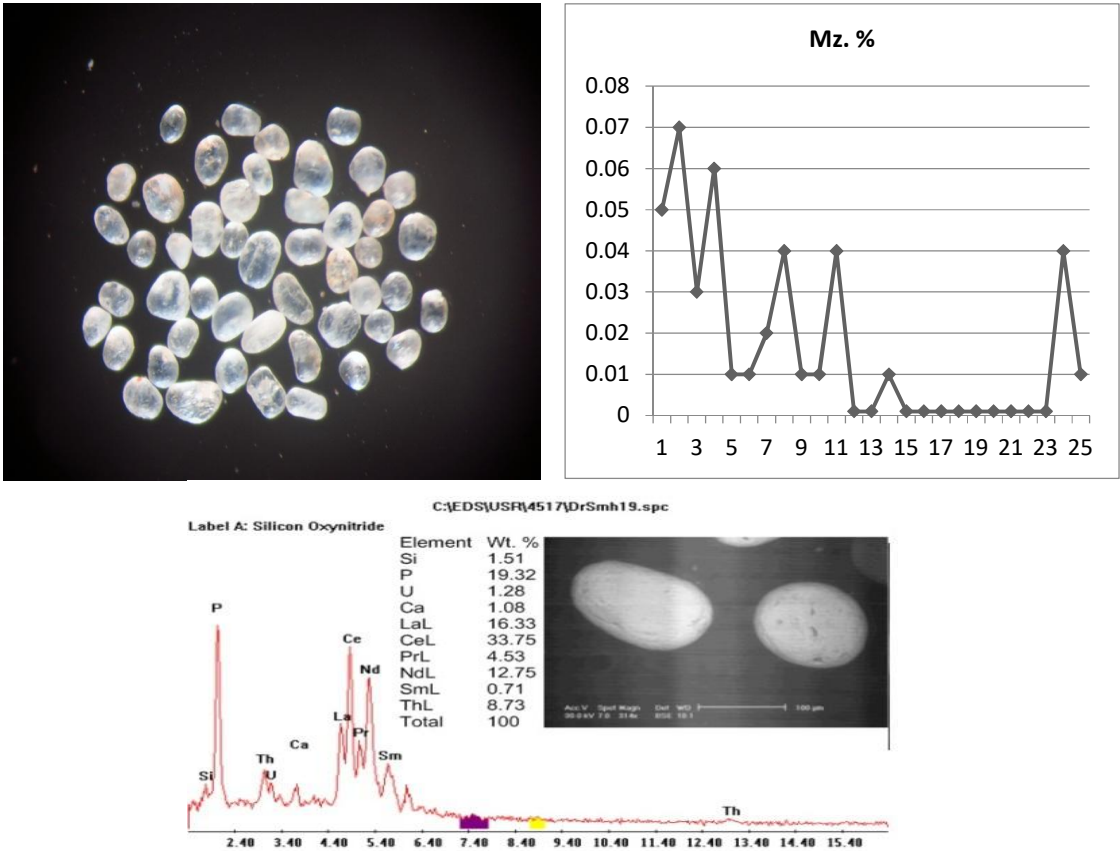 Mz. %
0.08
0.07
0.06
0.05
0.04
0.03
0.02
0.01
0
1 3 5 7 9 11 13 15 17 19 21 23 25
C:\EDS\USR\4517\DrSmh19.spc
Label A: Silicon Oxynitride
Element Wt. %
Si 1.51
P 19.32
U 1.28
Ca 1.08
LaL 16.33
CeL 33.75
PrL 4.53
NdL 12.75
SmL 0.71
ThL 8.73
Total 100
P
Ce
Nd
La
Pr
Ca
Sm
Th
Si
U
Th
Acc.V Spot Magn Det WD
100 µm
2.40 3.40 4.40 5.40 6.40 7.40 8.40 9.40 10.40 11.40 12.40 13.40 14.40 15.40